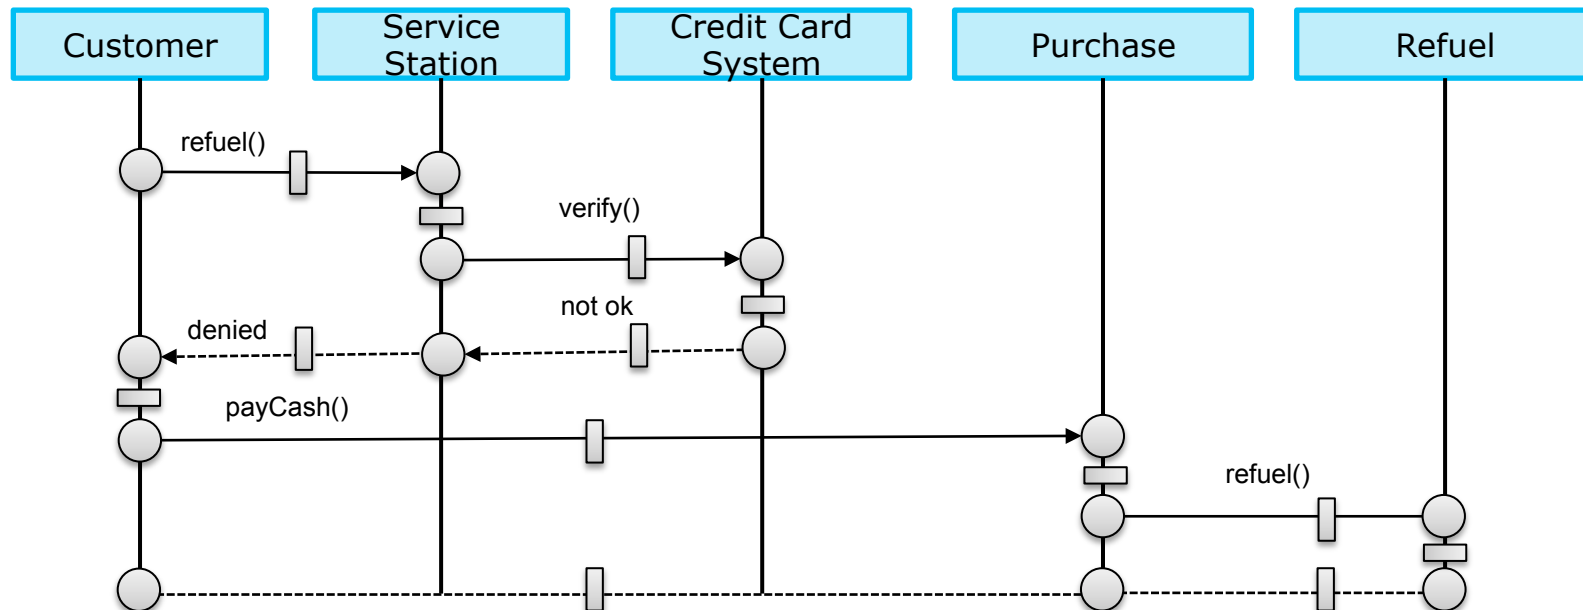 Customer
Service
Station
Credit Card
System
Purchase
Refuel
refuel()
verify()
not ok
denied
payCash()
refuel()